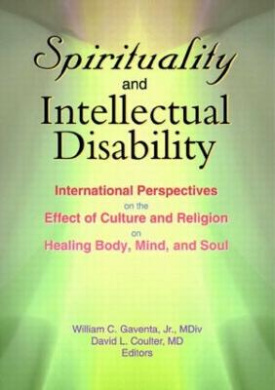 Spirituality
and
Intellectual
Disability
International Perspectives
on the
Effect of Culture and Religion
on
Healing Body, Mind, and Soul
William C. Gaventa, Jr., MDiv
David L. Coulter, MD
Editors